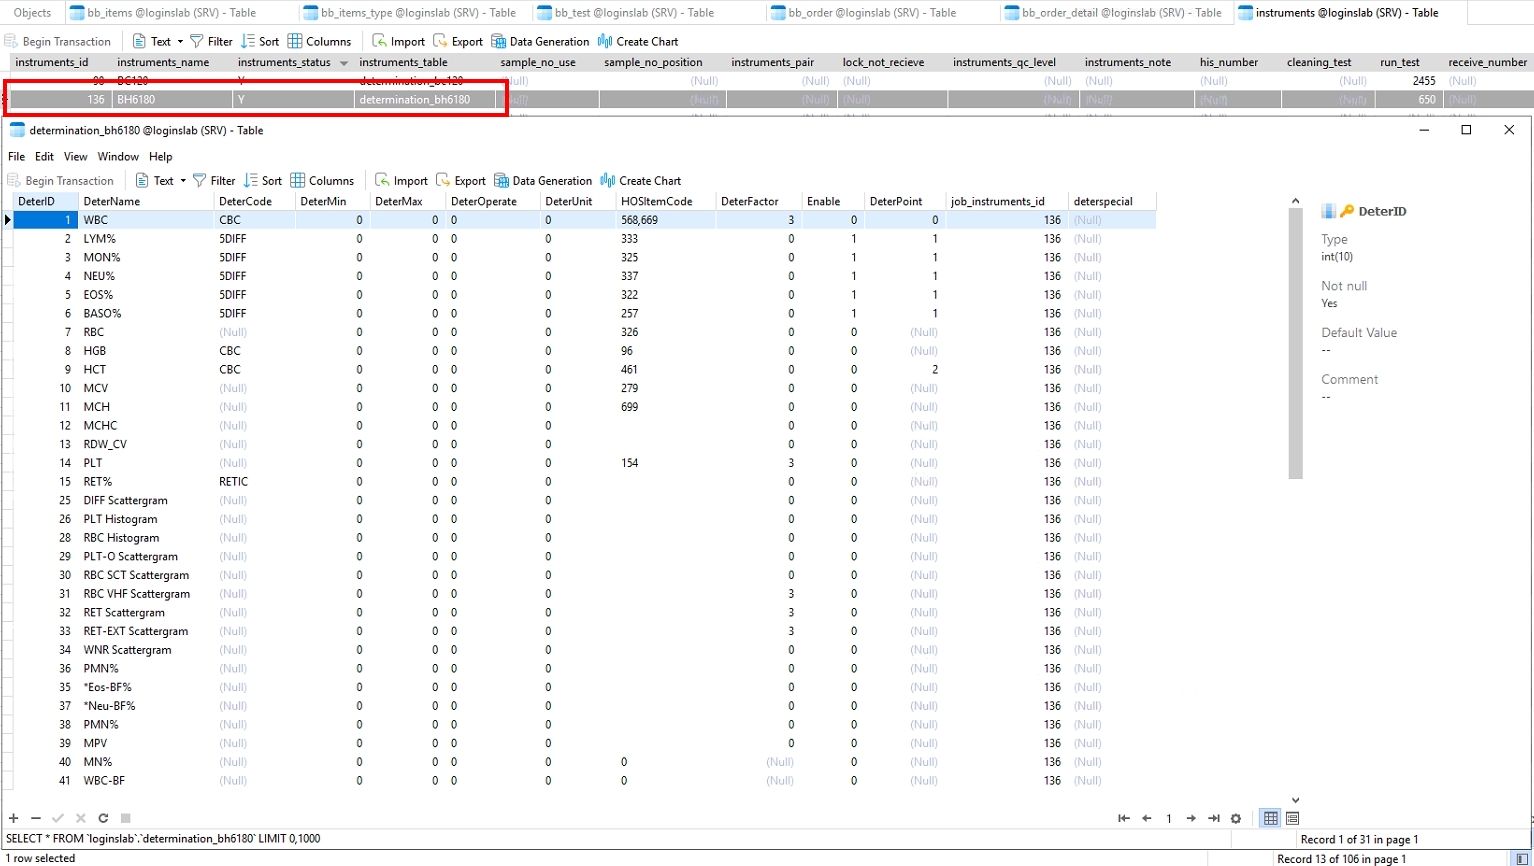 Objects bb_items @loginslab (SRV) - Table bb_items_type @loginslab (SRV) - Table bb_test @loginslab (SRV) - Table bb_order @loginslab (SRV) - Table bb_order_detail @loginslab (SRV) - Table instruments @loginslab (SRV) - Table
Begin Transaction Text Filter Sort Columns Import Export Data Generation Create Chart
instruments_id instruments_name instruments_status instruments_table sample_no_use sample_no_position instruments_pair lock_not_recieve instruments_qc_level instruments_note his_number cleaning_test run_test receive_number
90 BC120 Y determination_bc120 (Null) (Null) (Null) (Null) (Null) (Null) (Null) (Null) 2455 (Null)
136 BH6180 Y determination_bh6180 (Null) (Null) (Null) (Null) (Null) (Null) (Null) (Null) 650 (Null)
determination_bh6180 @loginslab (SRV) - Table
File Edit View Window Help
Begin Transaction Text Filter Sort Columns Import Export Data Generation Create Chart
DeterID DeterName DeterCode DeterMin DeterMax DeterOperate DeterUnit HOSItemCode DeterFactor Enable DeterPoint job_instruments_id deterspecial
1 WBC CBC 0 0 0 0 568,669 3 0 0 136 (Null)
2 LYM% 5DIFF 0 0 0 0 333 0 1 1 136 (Null)
3 MON% 5DIFF 0 0 0 0 325 0 1 1 136 (Null)
4 NEU% 5DIFF 0 0 0 0 337 0 1 1 136 (Null)
5 EOS% 5DIFF 0 0 0 0 322 0 1 1 136 (Null)
6 BASO% 5DIFF 0 0 0 0 257 0 1 1 136 (Null)
7 RBC (Null) 0 0 0 0 326 0 0 (Null) 136 (Null)
8 HGB CBC 0 0 0 0 96 0 0 (Null) 136 (Null)
9 HCT CBC 0 0 0 0 461 0 0 2 136 (Null)
10 MCV (Null) 0 0 0 0 279 0 0 (Null) 136 (Null)
11 MCH (Null) 0 0 0 0 699 0 0 (Null) 136 (Null)
12 MCHC (Null) 0 0 0 0 0 0 (Null) 136 (Null)
13 RDW_CV (Null) 0 0 0 0 0 0 (Null) 136 (Null)
14 PLT (Null) 0 0 0 0 154 3 0 (Null) 136 (Null)
15 RET% RETIC 0 0 0 0 0 0 (Null) 136 (Null)
25 DIFF Scattergram (Null) 0 0 0 0 0 0 (Null) 136 (Null)
26 PLT Histogram (Null) 0 0 0 0 0 0 (Null) 136 (Null)
28 RBC Histogram (Null) 0 0 0 0 0 0 (Null) 136 (Null)
29 PLT-O Scattergram (Null) 0 0 0 0 0 0 (Null) 136 (Null)
30 RBC SCT Scattergram (Null) 0 0 0 0 0 0 (Null) 136 (Null)
31 RBC VHF Scattergram (Null) 0 0 0 0 3 0 (Null) 136 (Null)
32 RET Scattergram (Null) 0 0 0 0 3 0 (Null) 136 (Null)
33 RET-EXT Scattergram (Null) 0 0 0 0 3 0 (Null) 136 (Null)
34 WNR Scattergram (Null) 0 0 0 0 0 0 (Null) 136 (Null)
36 PMN% (Null) 0 0 0 0 0 0 (Null) 136 (Null)
35 *Eos-BF% (Null) 0 0 0 0 0 0 (Null) 136 (Null)
37 *Neu-BF% (Null) 0 0 0 0 0 0 (Null) 136 (Null)
38 PMN% (Null) 0 0 0 0 0 0 (Null) 136 (Null)
39 MPV (Null) 0 0 0 0 0 0 (Null) 136 (Null)
40 MN% (Null) 0 0 0 0 0 (Null) 0 (Null) 136 (Null)
41 WBC-BF (Null) 0 0 0 0 0 (Null) 0 (Null) 136 (Null)
DeterID
Type
int(10)
Not null
Yes
Default Value
--
Comment
--
1
SELECT * FROM `loginslab`.`determination_bh6180` LIMIT 0,1000 Record 1 of 31 in page 1
1 row selected Record 13 of 106 in page 1